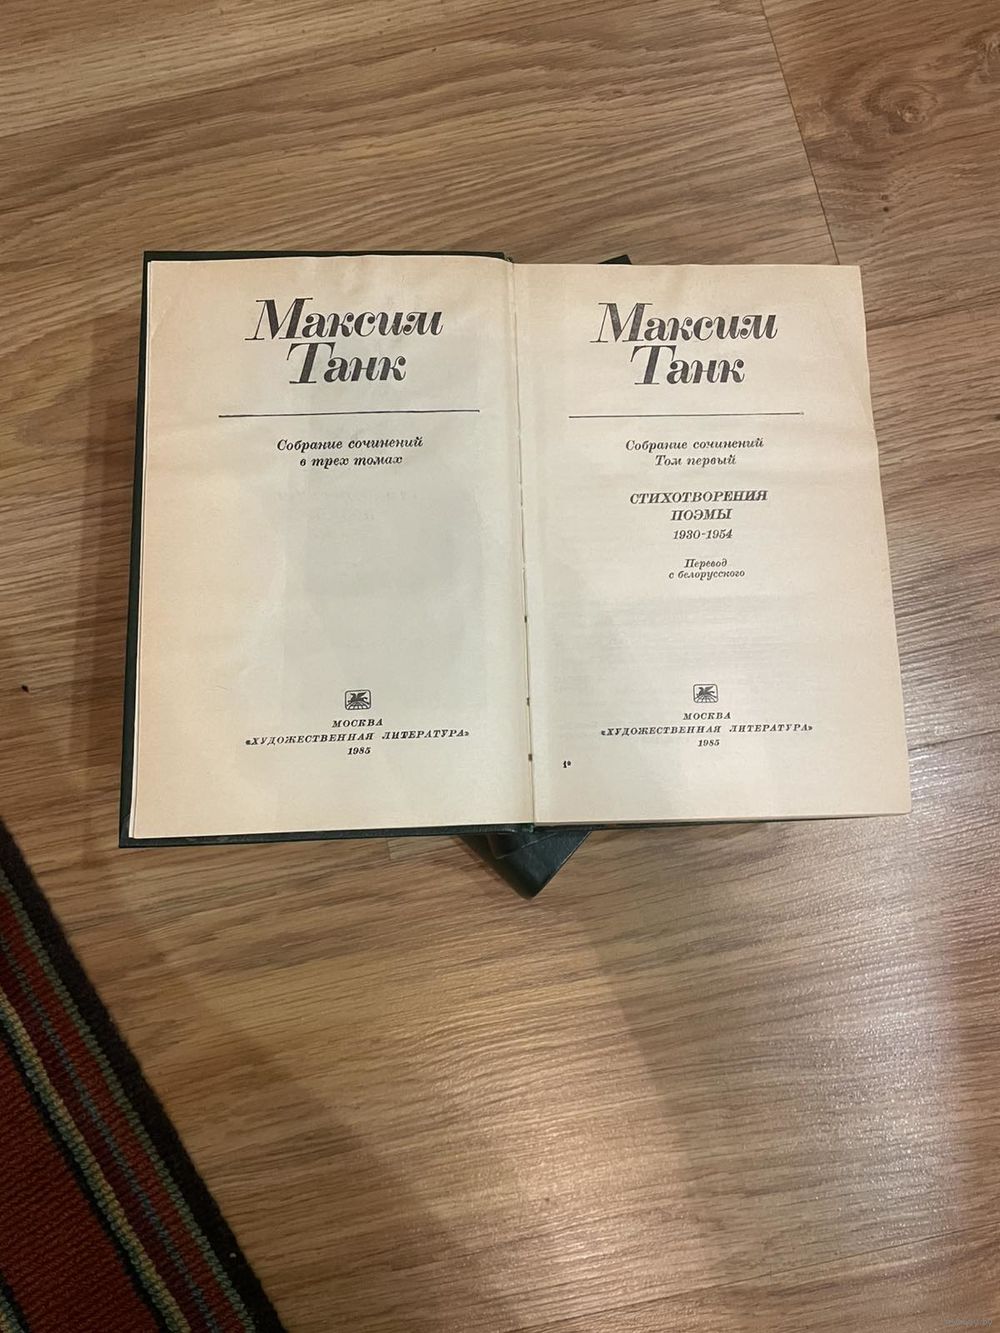 Максим
Танк
Собрание сочинений
в трех томах
МОСКВА
«ХУДОЖЕСТВЕННАЯ ЛИТЕРАТУРА»
1985
Максим
Танк
Собрание сочинений
Том первый
СТИХОТВОРЕНИЯ
ПОЭМЫ
1930-1954
Перевод
с белорусского
МОСКВА
«ХУДОЖЕСТВЕННАЯ ЛИТЕРАТУРА»
1985
1*